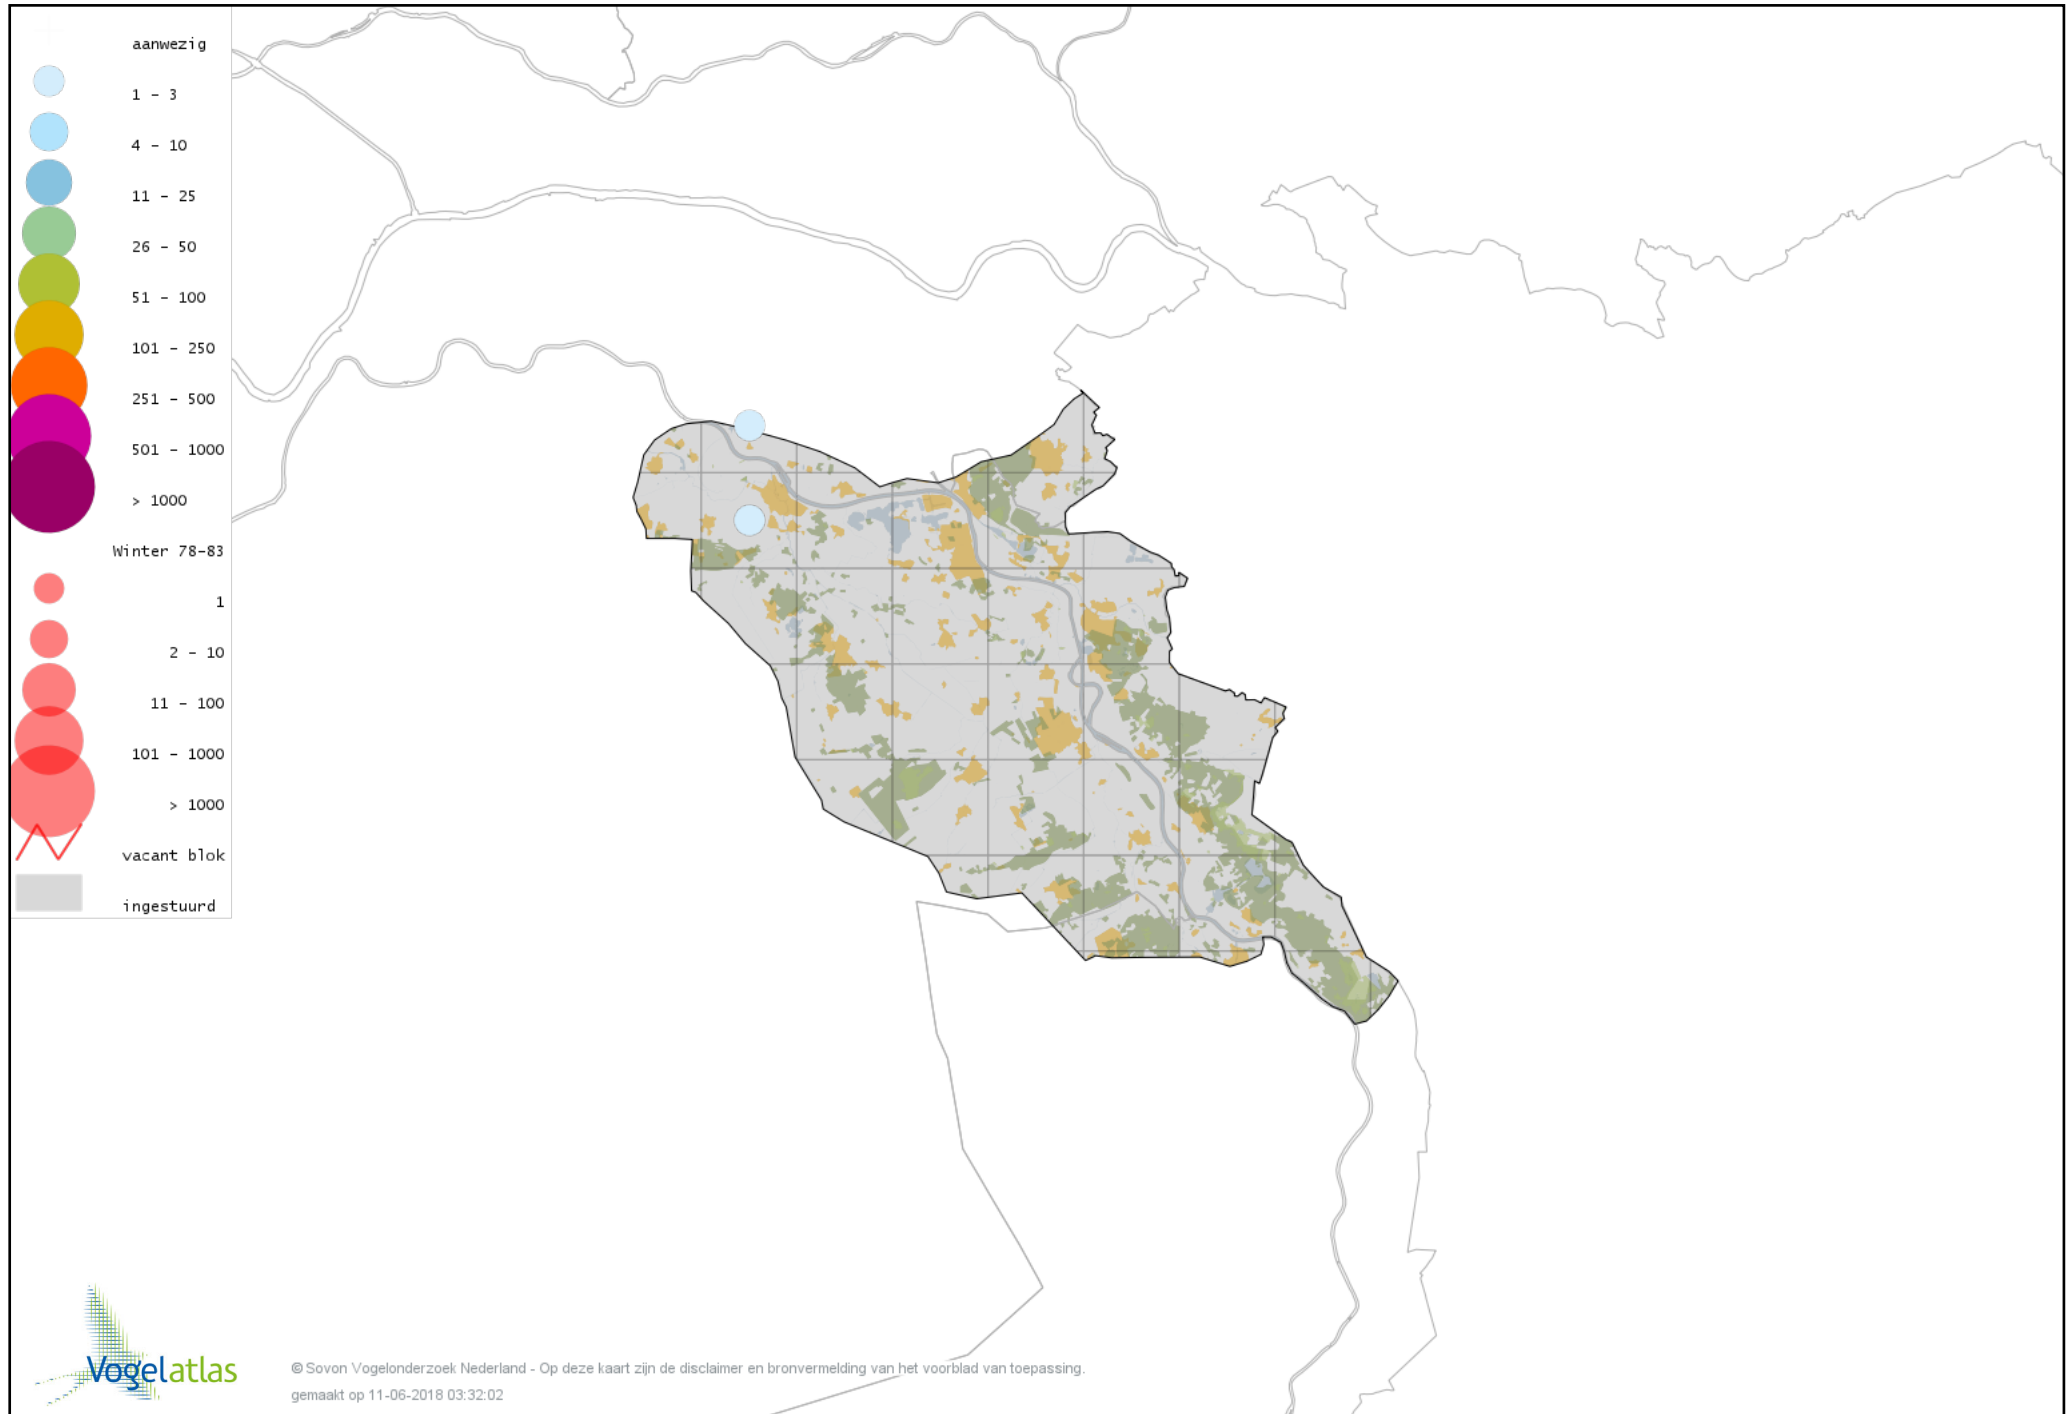 aanwezig
1 - 3
4 - 10
11 - 25
26 - 50
51 - 100
101 - 250
251 - 500
501 - 1000
> 1000
Winter 78-83
1
2 - 10
11 - 100
101 - 1000
> 1000
vacant blok
ingestuurd
Vogelatlas
© Sovon Vogelonderzoek Nederland - Op deze kaart zijn de disclaimer en bronvermelding van het voorblad van toepassing.
gemaakt op 11-06-2018 03:32:02